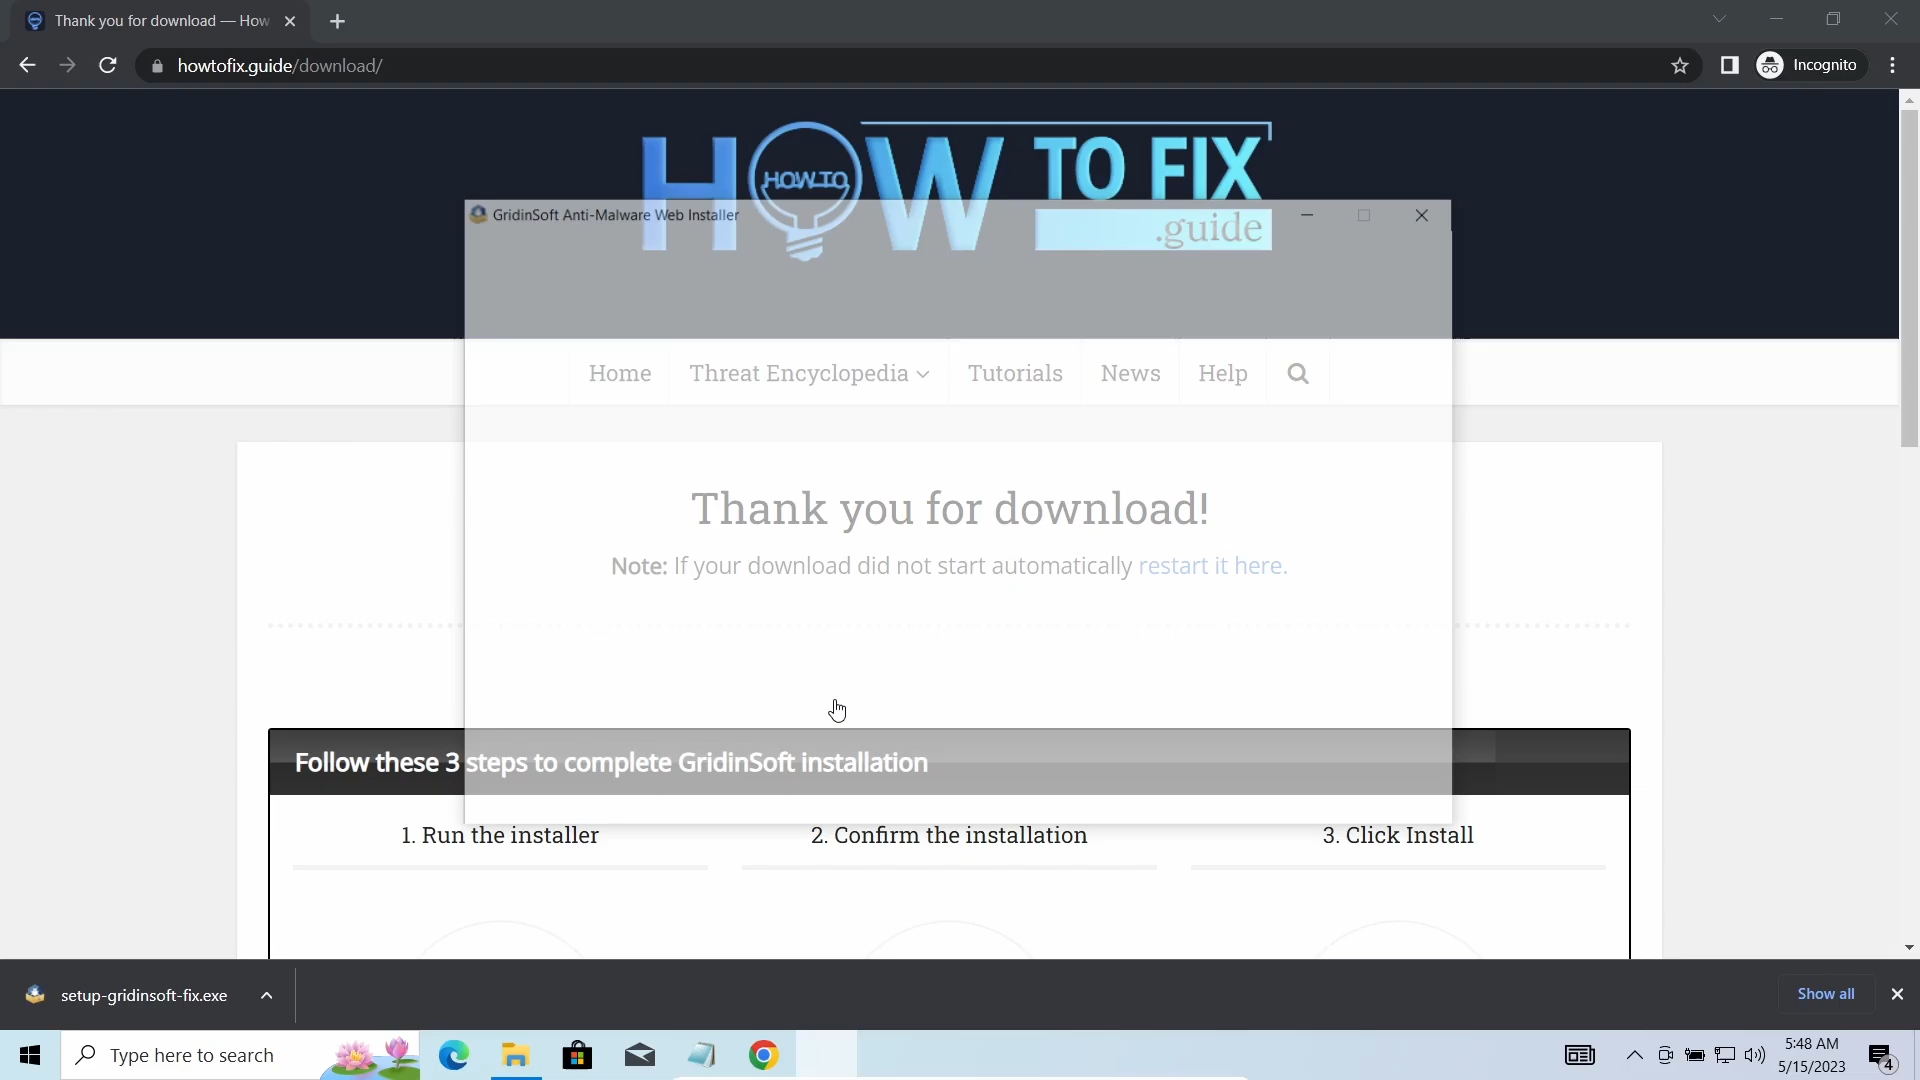 Thank you for download — How
howtofix.guide/download/
Incognito
HOW TO FIX
HOW TO
.guide
GridinSoft Anti-Malware Web Installer
Home
Threat Encyclopedia
Tutorials
News
Help
Thank you for download!
Note: If your download did not start automatically restart it here.
Follow these 3 steps to complete GridinSoft installation
1. Run the installer
2. Confirm the installation
3. Click Install
setup-gridinsoft-fix.exe
Show all
Type here to search
5:48 AM
5/15/2023
4